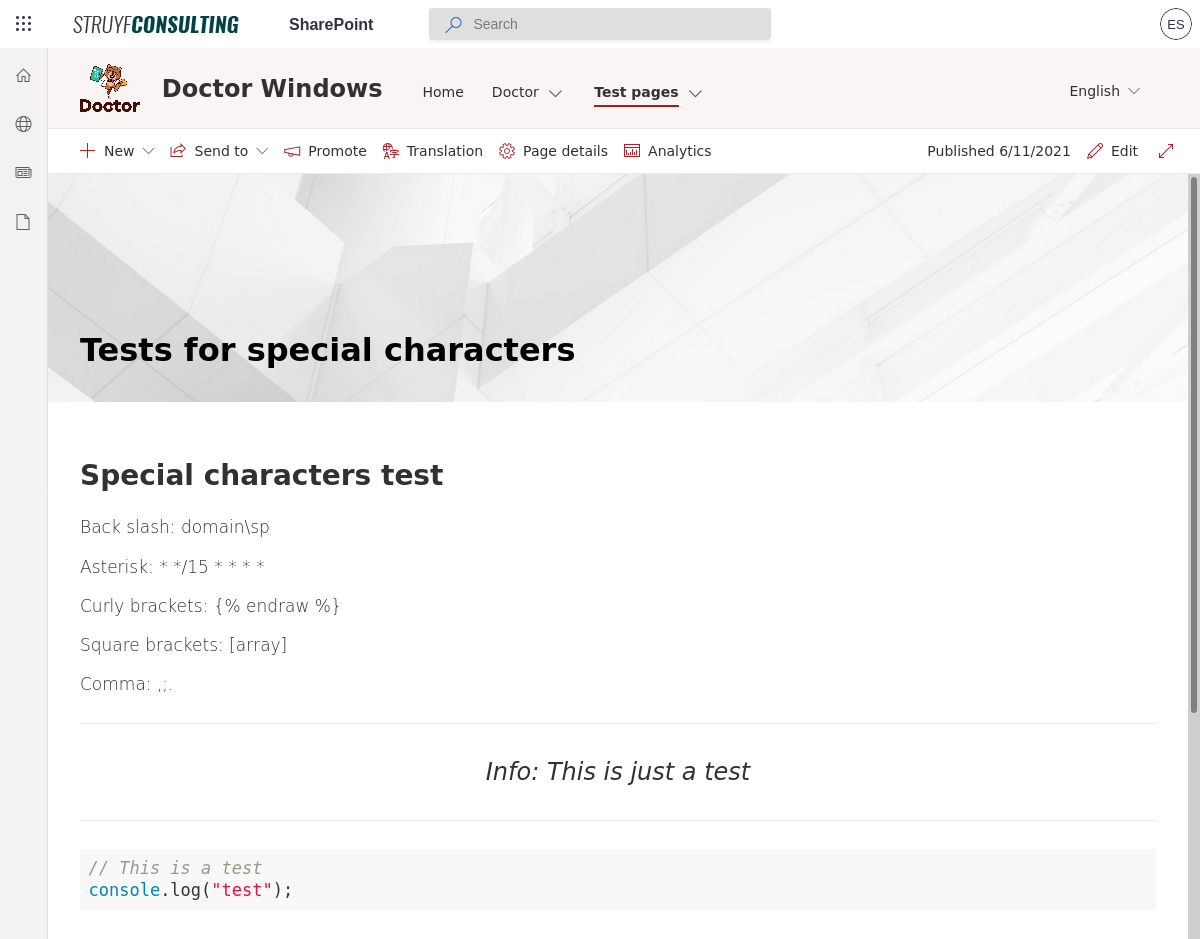 STRUYFCONSULTING SharePoint Search ES
Doctor Doctor Windows Home Doctor Test pages English
New Send to Promote Translation Page details Analytics Published 6/11/2021 Edit
Tests for special characters
Special characters test
Back slash: domain\sp
Asterisk: * */15 * * * *
Curly brackets: {% endraw %}
Square brackets: [array]
Comma: ,;.
Info: This is just a test
// This is a test
console.log("test");